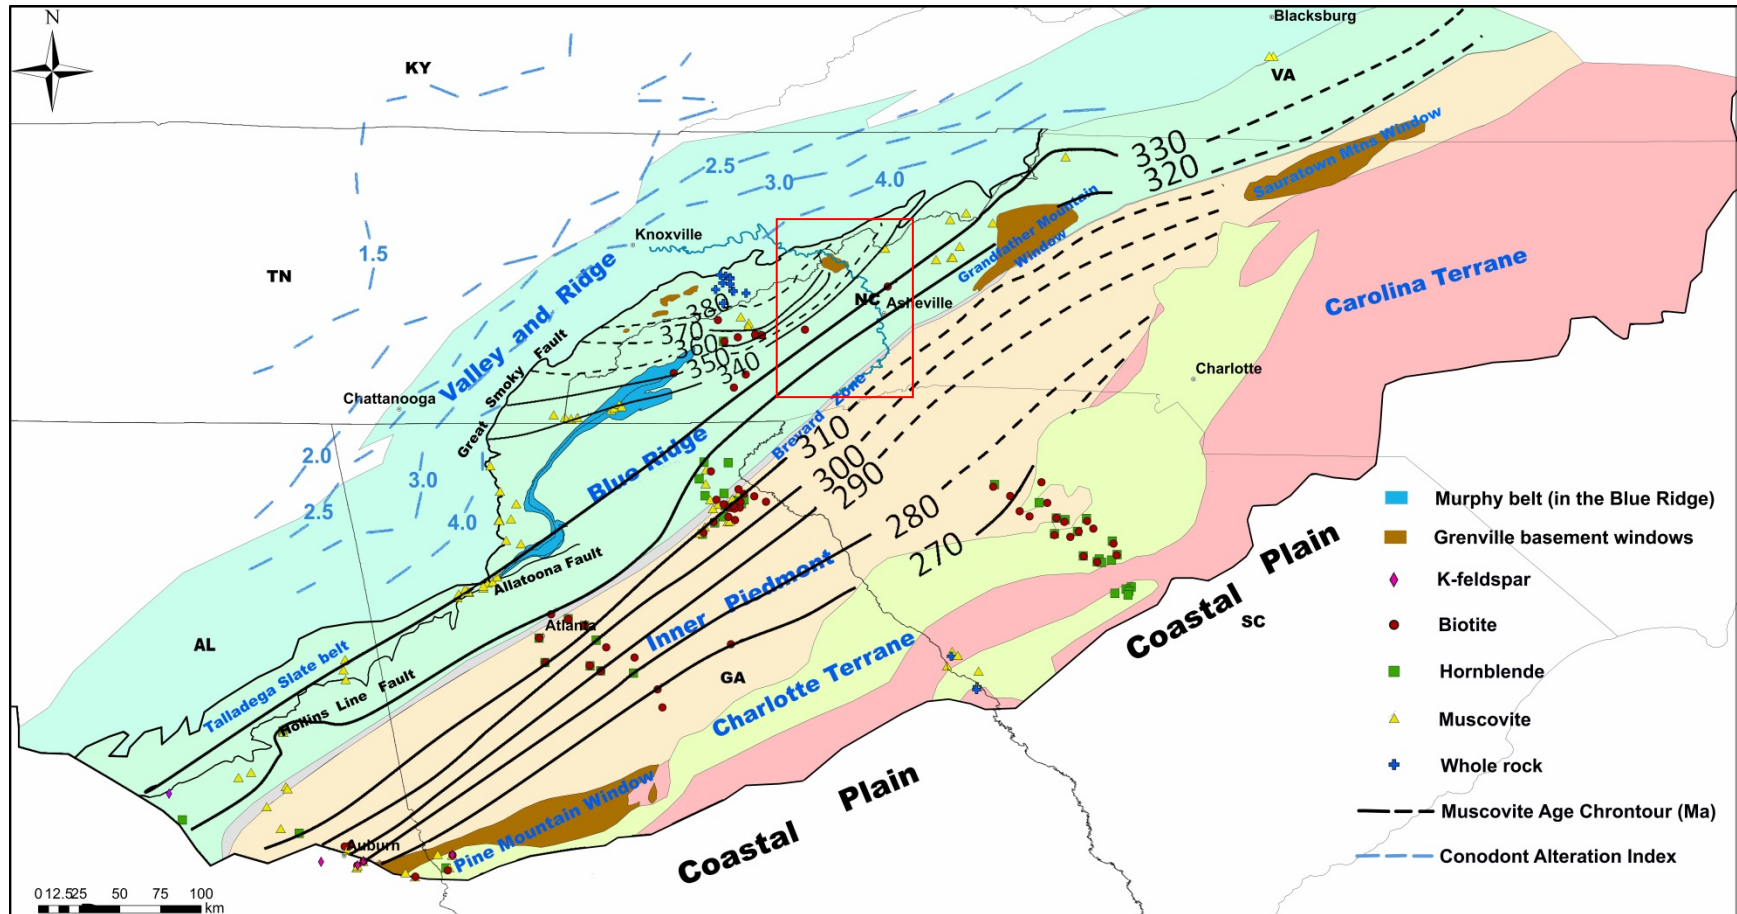 N
KY
Blacksburg
VA
2.5
3.0
4.0
330
320
Sauratown Mtns Window
Knoxville
Grandfather Mountain
Window
1.5
TN
Valley and Ridge
380
370
360
350
340
NC
Asheville
Carolina Terrane
Great Smoky Fault
Chattanooga
Charlotte
Brevard Zone
Blue Ridge
310
300
290
280
270
2.0
3.0
2.5
4.0
Allatoona Fault
Inner Piedmont
Atlanta
AL
GA
SC
Talladega Slate belt
Hollins Line Fault
Charlotte Terrane
Coastal Plain
Pine Mountain Window
Auburn
Coastal Plain
Murphy belt (in the Blue Ridge)
Grenville basement windows
K-feldspar
Biotite
Hornblende
Muscovite
Whole rock
Muscovite Age Chrontour (Ma)
Conodont Alteration Index
0 12.525 50 75 100
km